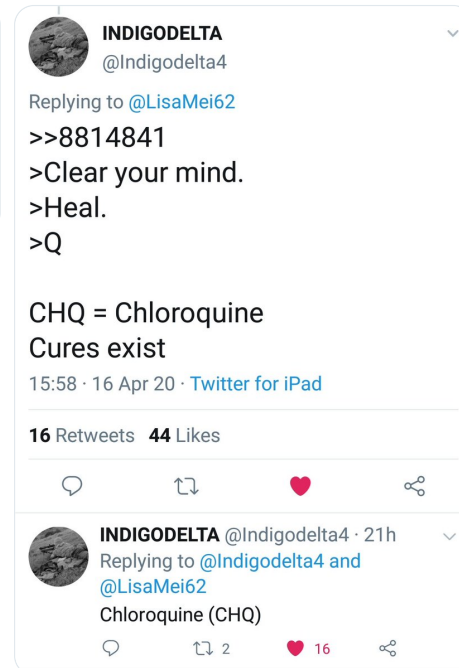 INDIGODELTA
@Indigodelta4
Replying to @LisaMei62
>>8814841
>Clear your mind.
>Heal.
>Q
CHQ = Chloroquine
Cures exist
15:58 · 16 Apr 20 · Twitter for iPad
16 Retweets 44 Likes
INDIGODELTA @Indigodelta4 · 21h
Replying to @Indigodelta4 and
@LisaMei62
Chloroquine (CHQ)
2 16